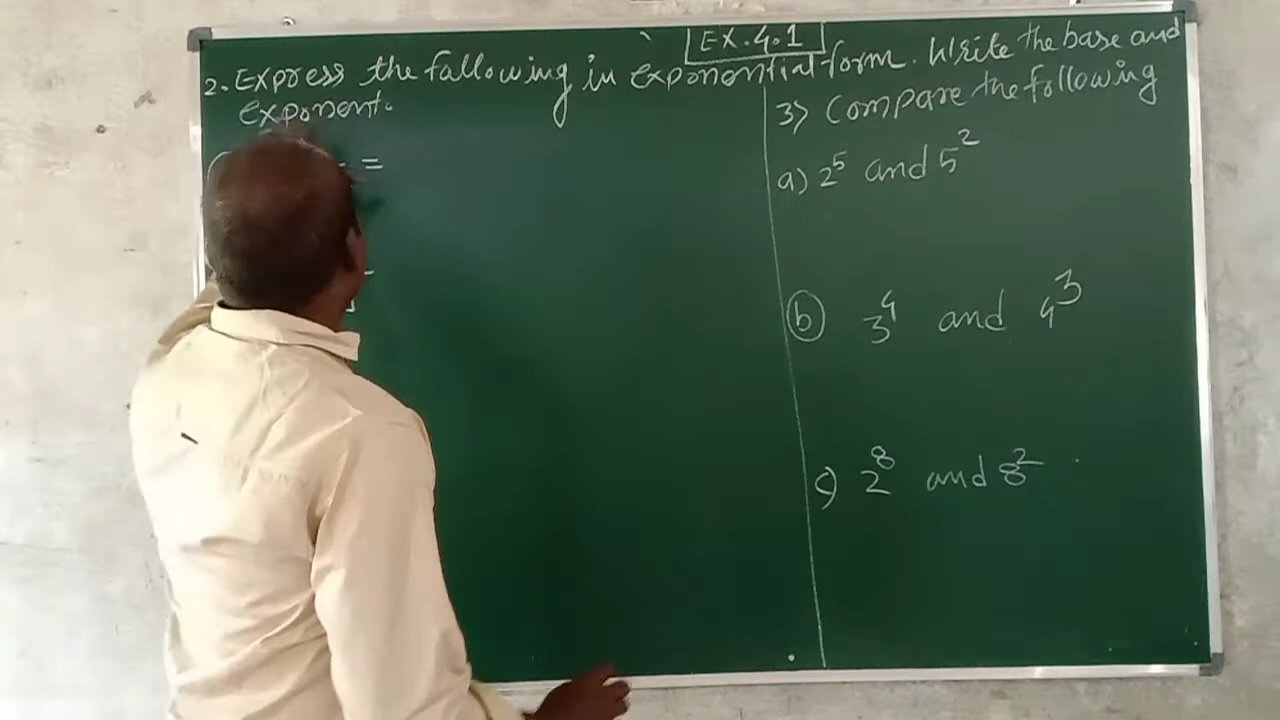 EX.4.1
2. Express the fallowing in exponential form. Write the base and
exponent.
=
3) Compare the following
a) 2⁵ and 5²
(b) 3⁴ and 4³
c) 2⁸ and 8²